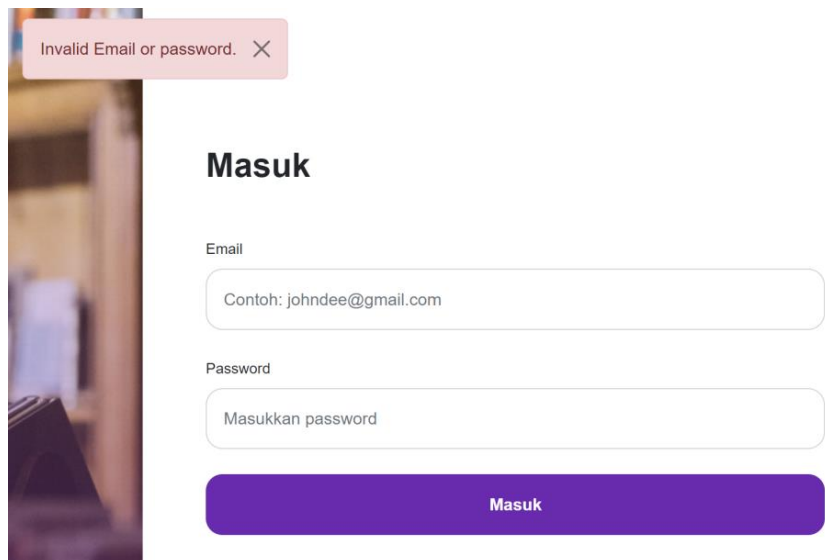 Invalid Email or password.
Masuk
Email
Contoh: johndee@gmail.com
Password
Masukkan password
Masuk